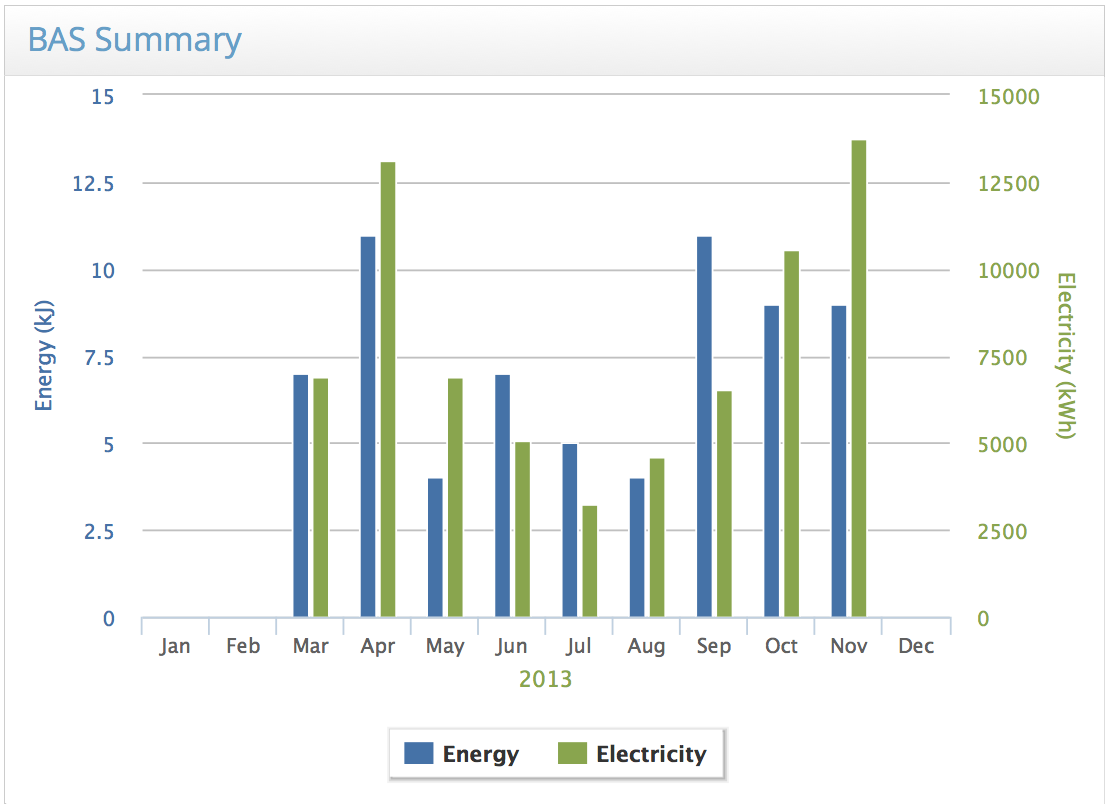 BAS Summary
15 15000
12.5 12500
10 10000
7.5 7500
5 5000
2.5 2500
0 0
Energy (kJ)
Electricity (kWh)
Jan Feb Mar Apr May Jun Jul Aug Sep Oct Nov Dec
2013
Energy Electricity